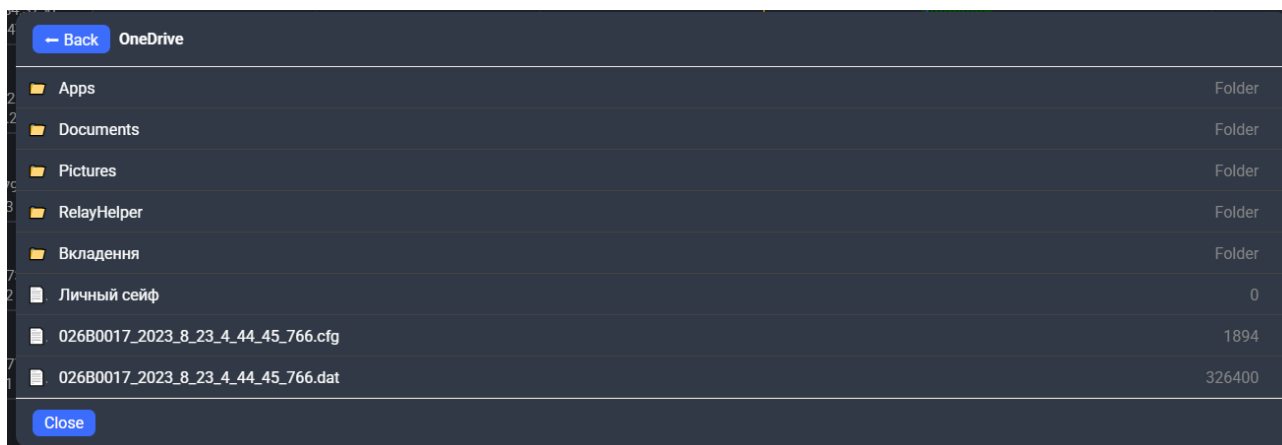 ← Back OneDrive
Apps Folder
Documents Folder
Pictures Folder
RelayHelper Folder
Вкладення Folder
Личный сейф 0
026B0017_2023_8_23_4_44_45_766.cfg 1894
026B0017_2023_8_23_4_44_45_766.dat 326400
Close